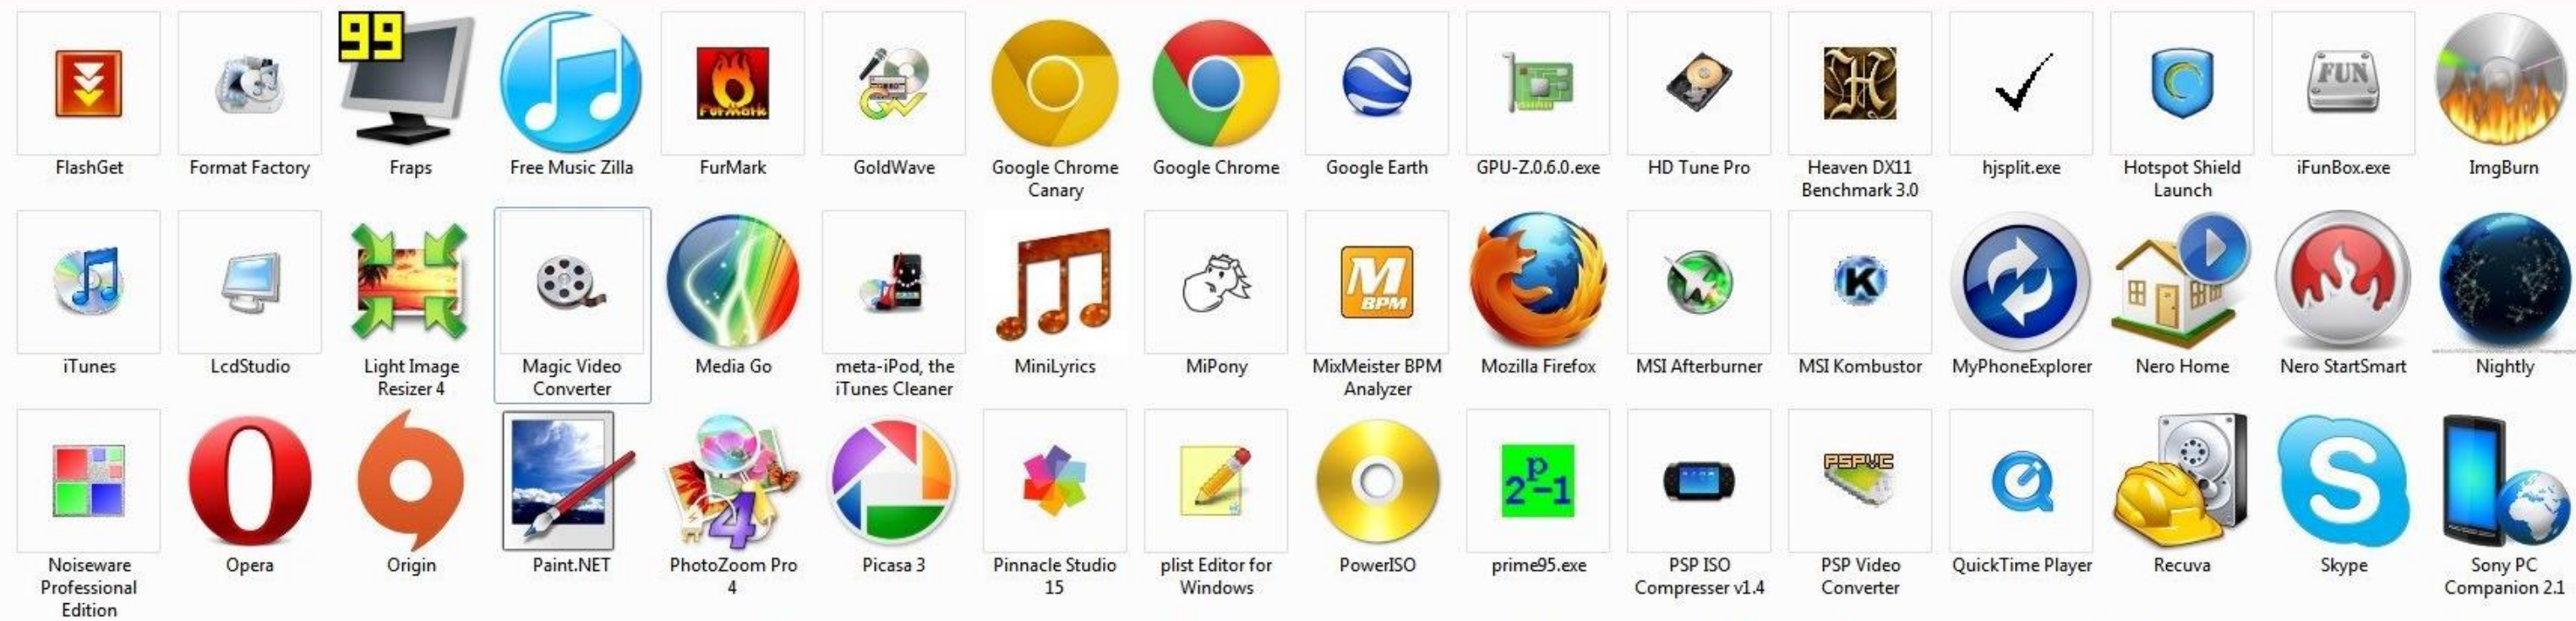 99
FurMark
GW
FUN
FlashGet
Format Factory
Fraps
Free Music Zilla
FurMark
GoldWave
Google Chrome
Canary
Google Chrome
Google Earth
GPU-Z.0.6.0.exe
HD Tune Pro
Heaven DX11
Benchmark 3.0
hjsplit.exe
Hotspot Shield
Launch
iFunBox.exe
ImgBurn
M
BPM
K
iTunes
LcdStudio
Light Image
Resizer 4
Magic Video
Converter
Media Go
meta-iPod, the
iTunes Cleaner
MiniLyrics
MiPony
MixMeister BPM
Analyzer
Mozilla Firefox
MSI Afterburner
MSI Kombustor
MyPhoneExplorer
Nero Home
Nero StartSmart
Nightly
4
2^P-1
PSPVC
S
Noiseware
Professional
Edition
Opera
Origin
Paint.NET
PhotoZoom Pro
4
Picasa 3
Pinnacle Studio
15
plist Editor for
Windows
PowerISO
prime95.exe
PSP ISO
Compresser v1.4
PSP Video
Converter
QuickTime Player
Recuva
Skype
Sony PC
Companion 2.1